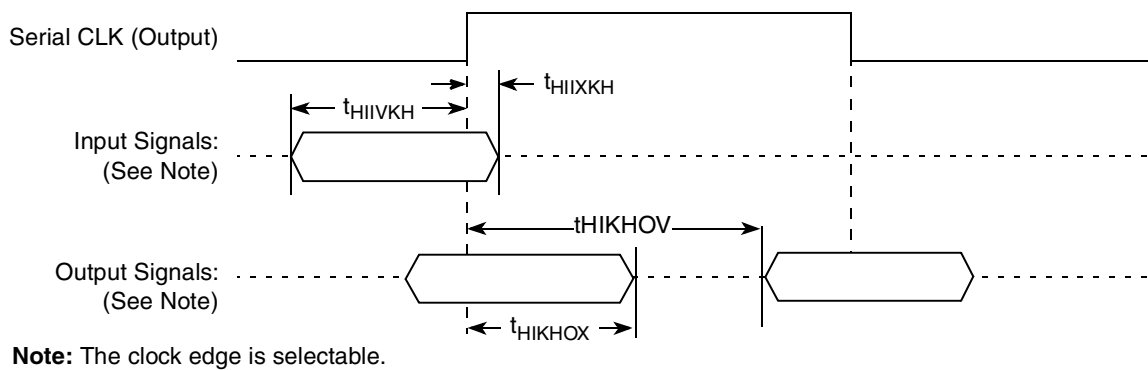 Serial CLK (Output)
tHIIXKH
tHIIVKH
Input Signals:
(See Note)
tHIKHOV
Output Signals:
(See Note)
tHIKHOX
Note: The clock edge is selectable.